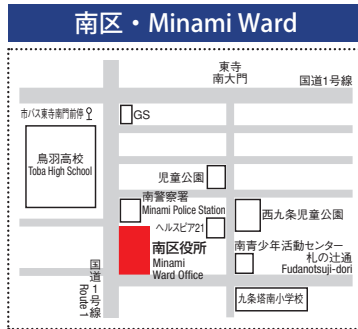 南区・Minami Ward
東寺
南大門
国道1号線
市バス東寺南門前停
GS
鳥羽高校
Toba High School
児童公園
南警察署
Minami Police Station
ヘルスピア21
西九条児童公園
南区役所
Minami
Ward Office
南青少年活動センター
札の辻通
Fudanotsuji-dori
国道1号線
Route 1
九条塔南小学校